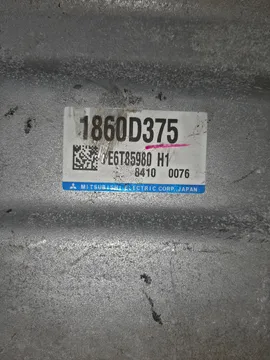 1860D375
E6T85980 H1
8410 0076
MITSUBISHI ELECTRIC CORP. JAPAN